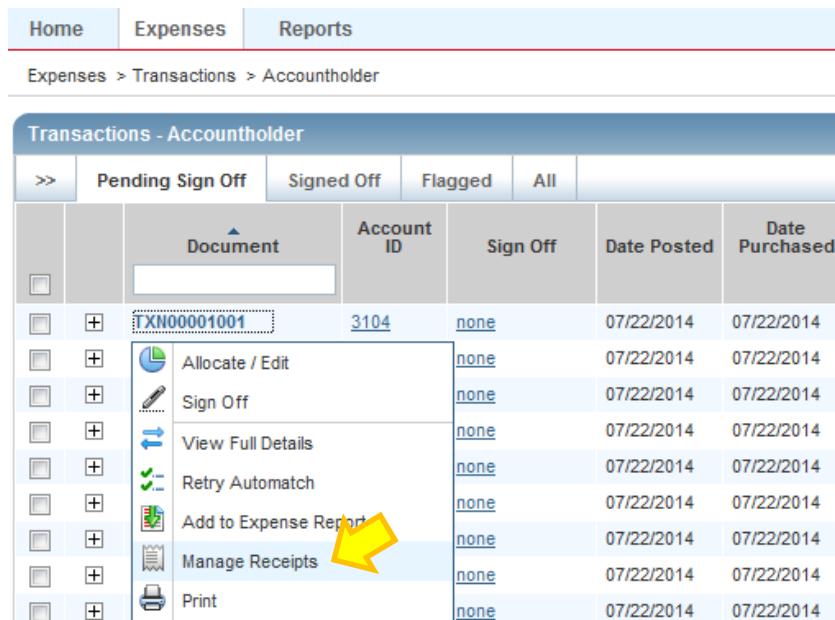 Home Expenses Reports
Expenses > Transactions > Accountholder
Transactions - Accountholder
>> Pending Sign Off Signed Off Flagged All
Document Account ID Sign Off Date Posted Date Purchased
TXN00001001 3104 none 07/22/2014 07/22/2014
Allocate / Edit none 07/22/2014 07/22/2014
Sign Off none 07/22/2014 07/22/2014
View Full Details none 07/22/2014 07/22/2014
Retry Automatch none 07/22/2014 07/22/2014
none 07/22/2014 07/22/2014
Add to Expense Report none 07/22/2014 07/22/2014
Manage Receipts none 07/22/2014 07/22/2014
Print none 07/22/2014 07/22/2014